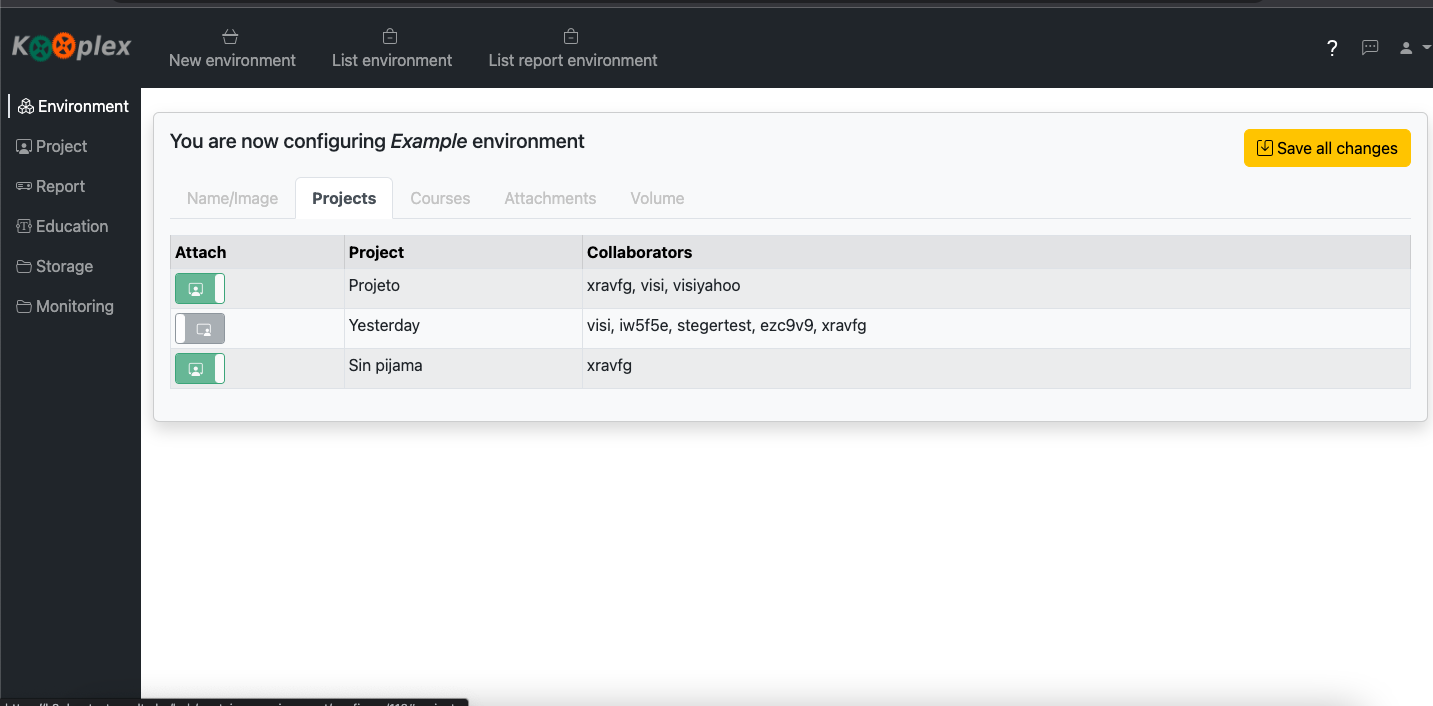 Kooplex
New environment
List environment
List report environment
?
Environment
Project
Report
Education
Storage
Monitoring
You are now configuring Example environment
Save all changes
Name/Image Projects Courses Attachments Volume
Attach Project Collaborators
Projeto xravfg, visi, visiyahoo
Yesterday visi, iw5f5e, stegertest, ezc9v9, xravfg
Sin pijama xravfg